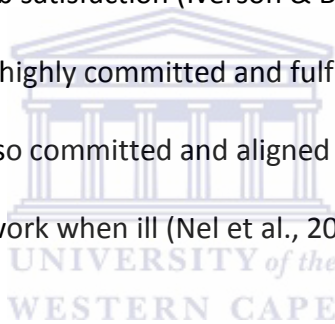 satisfaction (Iverson &
highly committed and
so committed and aligned
work when ill (Nel et al., 20
UNIVERSITY of the
WESTERN CAPE